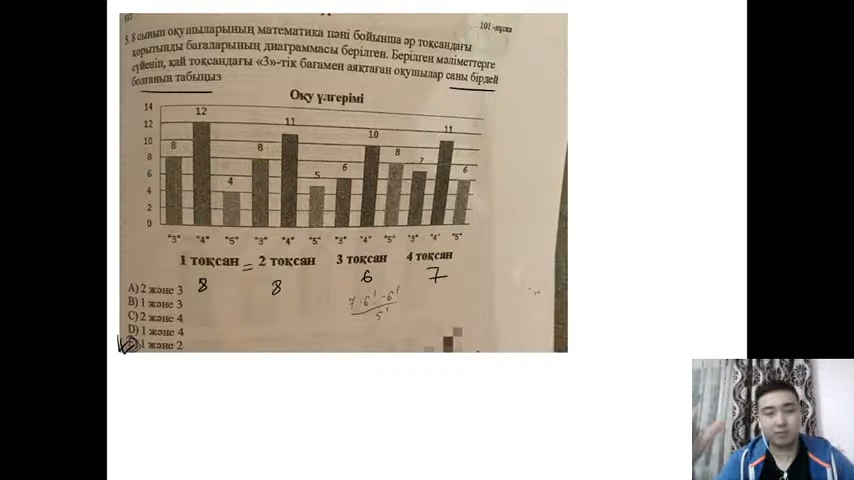 101 -нұсқа
5. 8 сынып оқушыларының математика пәні бойынша әр тоқсандағы
қорытынды бағаларының диаграммасы берілген. Берілген мәліметтерге
сүйеніп, қай тоқсандағы «3»-тік бағамен аяқтаған оқушылар саны бірдей
болғанын табыңыз
Оқу үлгерімі
14
12
10
8
6
4
2
0
8 12 4 8 11 5 6 10 8 7 11 6
"3" "4" "5" "3" "4" "5" "3" "4" "5" "3" "4" "5"
1 тоқсан = 2 тоқсан 3 тоқсан 4 тоқсан
8 8 6 7
A) 2 және 3
B) 1 және 3
C) 2 және 4
D) 1 және 4
1 және 2
7·6!-6!
5!